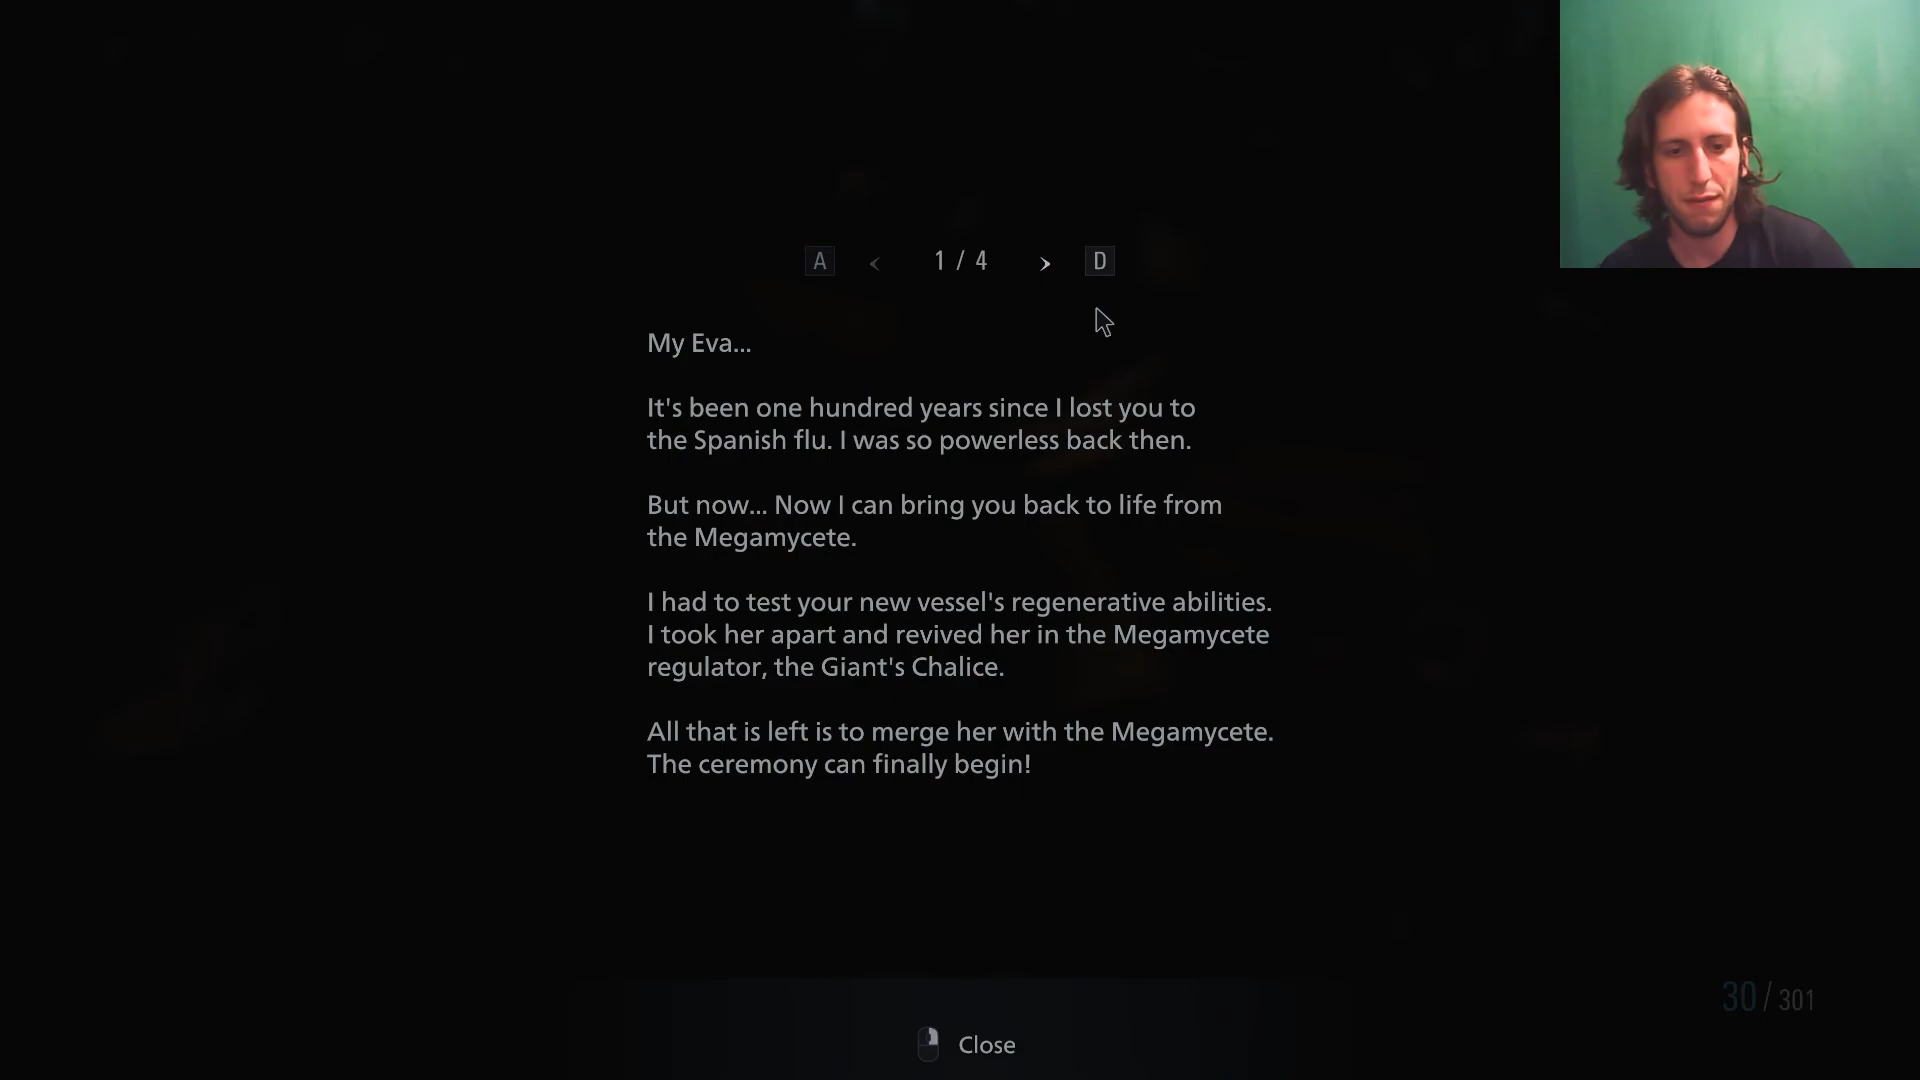 A < 1 / 4 > D
My Eva...
It's been one hundred years since I lost you to
the Spanish flu. I was so powerless back then.
But now... Now I can bring you back to life from
the Megamycete.
I had to test your new vessel's regenerative abilities.
I took her apart and revived her in the Megamycete
regulator, the Giant's Chalice.
All that is left is to merge her with the Megamycete.
The ceremony can finally begin!
30 / 301
Close